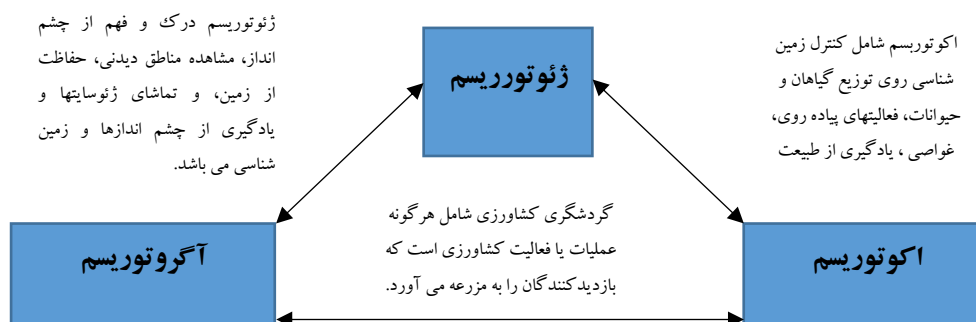 ژئوتوریسم درک و فهم از چشم
انداز، مشاهده مناطق دیدنی، حفاظت
از زمین، و تماشای ژئوسایتها و
یادگیری از چشم اندازها و زمین
شناسی می باشد.
ژئوتورریسم
اکوتوربسم شامل کنترل زمین
شناسی روی توزیع گیاهان و
حیوانات، فعالیتهای پیاده روی،
غواصی ، یادگیری از طبیعت
گردشگری کشاورزی شامل هرگونه
عملیات یا فعالیت کشاورزی است که
بازدیدکنندگان را به مزرعه می آورد.
آگروتوریسم
اکوتوریسم